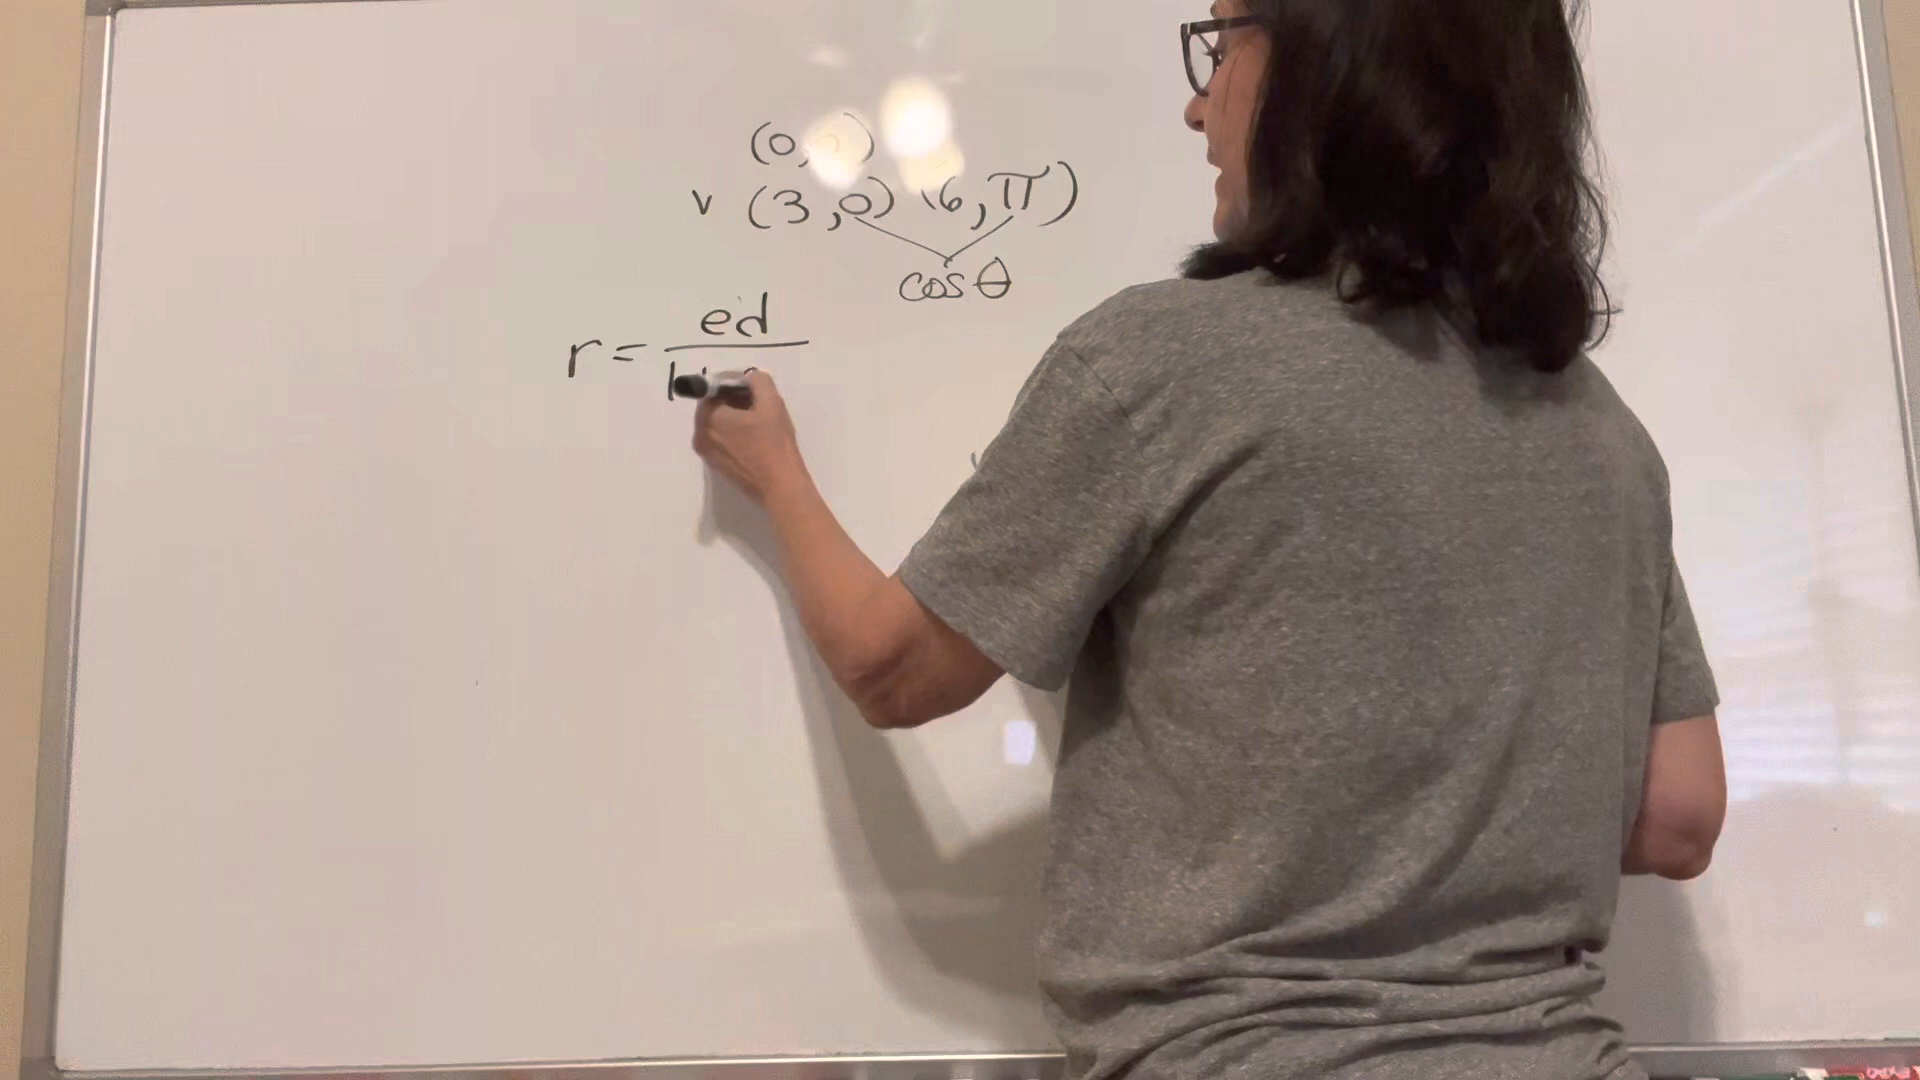 (0,
v (3,0) (6,π)
cos θ
r = ed